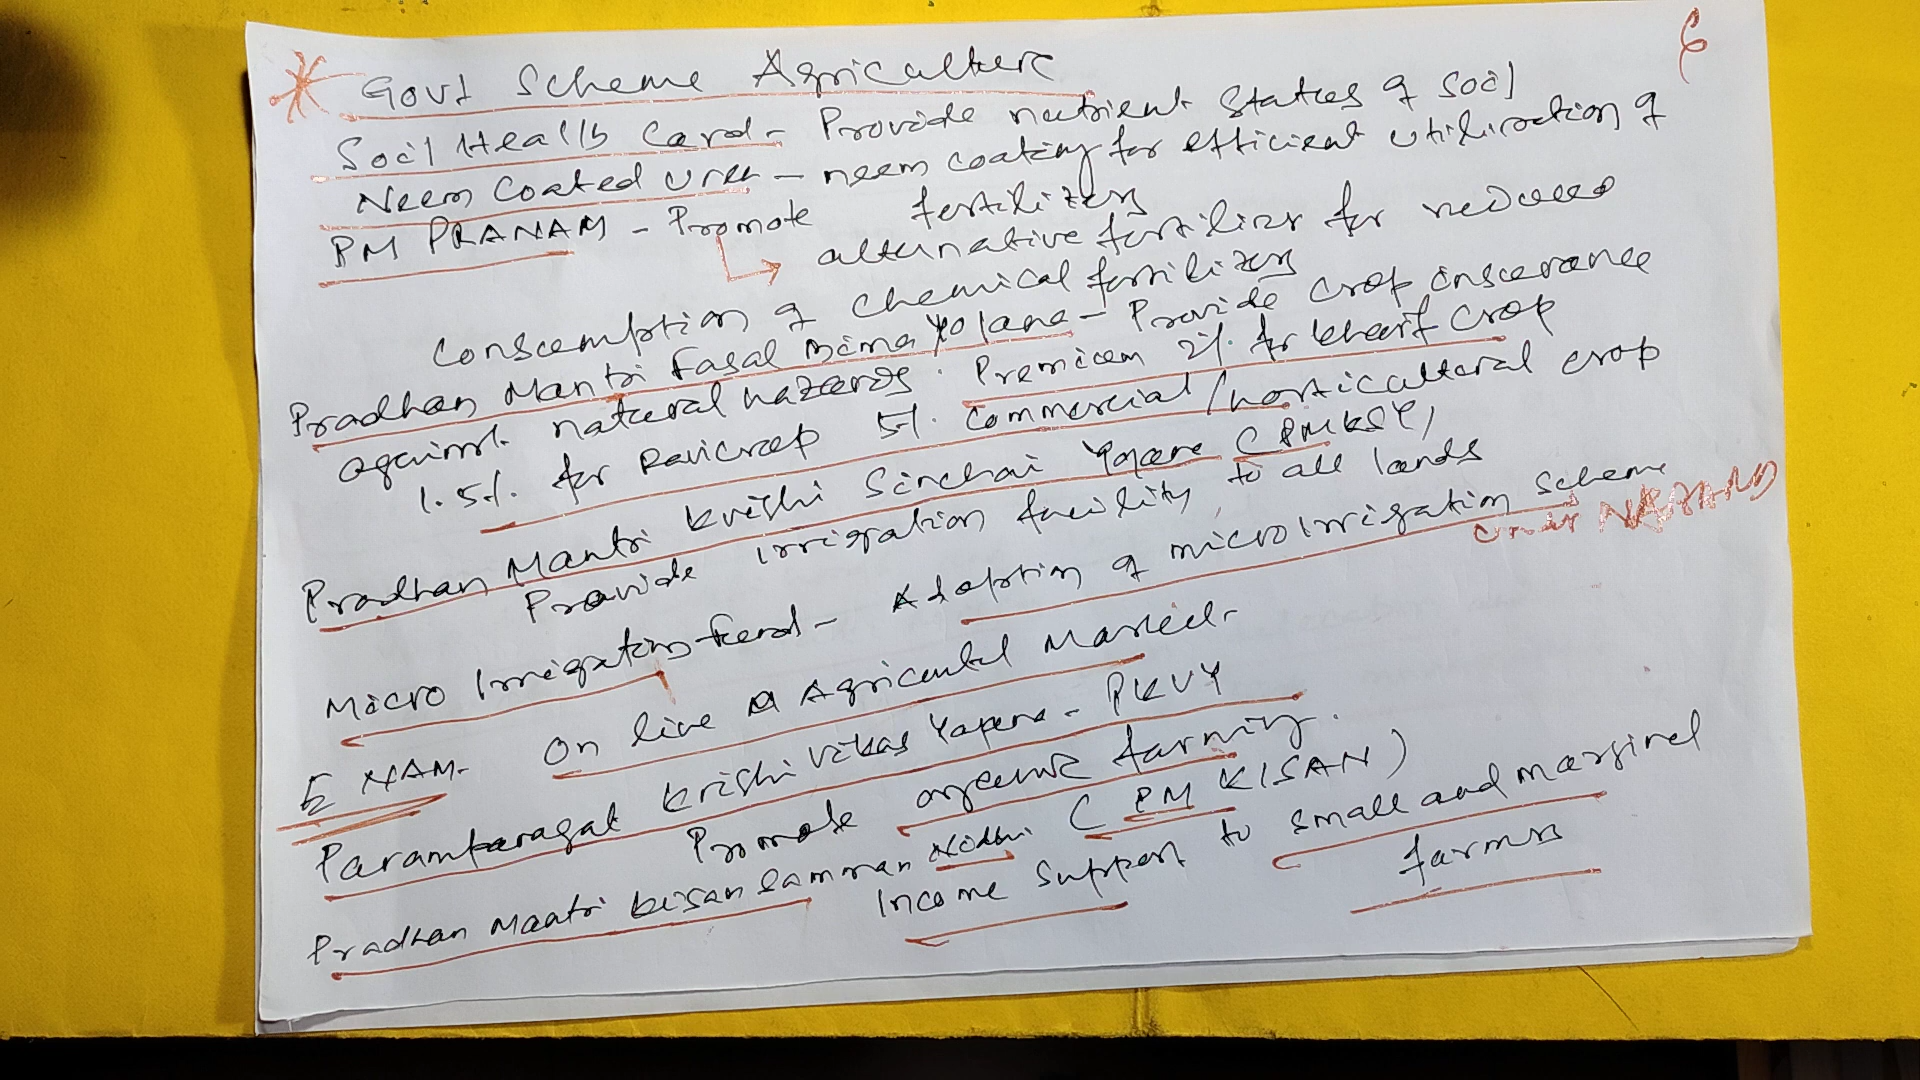 6
* Govt Scheme Agriculture
Soil Health Card - Provide nutrient status of soil
Neem Coated urea - neem coating for efficient utilization of
fertilizers
PM PRANAM - Promote
alternative fertilizer for reduced
Consumption of chemical fertilizers
Pradhan Mantri Fasal Bima Yojana - Provide crop insurance
against natural hazards. Premium 2% for kharif crop
1.5% for Ravi crop 5% Commercial / horticultural crop
Pradhan Mantri Krishi Sinchai Yojana (PMKSY)
Provide irrigation facility to all lands
Micro Irrigation fund - Adoption of micro Irrigation Scheme
under NABARD
E NAM - On line Agricultul Market -
Paramparagat Krishi Vikas Yojana - PKVY
Promote organic farming.
Pradhan Mantri Kisan Samman Nidhi (PM KISAN)
Income Support to small and marginal
farmers